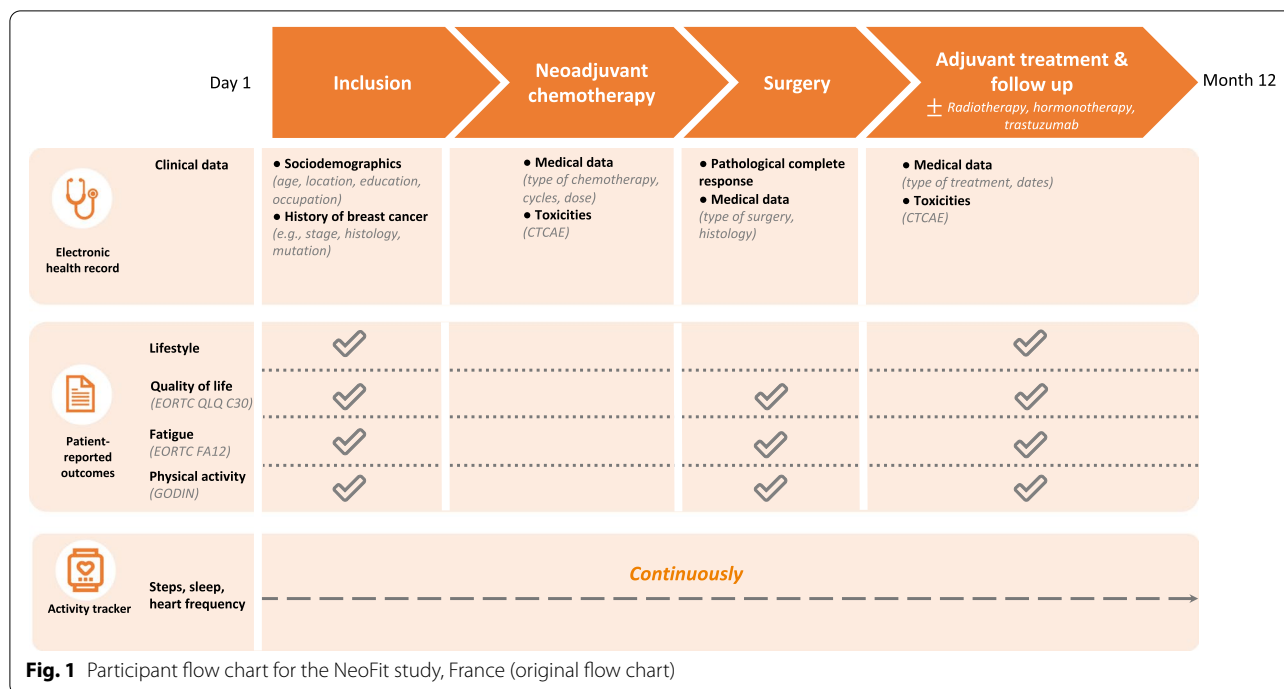 Day 1
Inclusion
Neoadjuvant
chemotherapy
Surgery
Adjuvant treatment &
follow up
± Radiotherapy, hormonotherapy,
trastuzumab
Month 12
Electronic
health record
Clinical data
● Sociodemographics
(age, location, education,
occupation)
● History of breast cancer
(e.g., stage, histology,
mutation)
● Medical data
(type of chemotherapy,
cycles, dose)
● Toxicities
(CTCAE)
● Pathological complete
response
● Medical data
(type of surgery,
histology)
● Medical data
(type of treatment, dates)
● Toxicities
(CTCAE)
Patient-
reported
outcomes
Lifestyle
Quality of life
(EORTC QLQ C30)
Fatigue
(EORTC FA12)
Physical activity
(GODIN)
Activity tracker
Steps, sleep,
heart frequency
Continuously
Fig. 1 Participant flow chart for the NeoFit study, France (original flow chart)